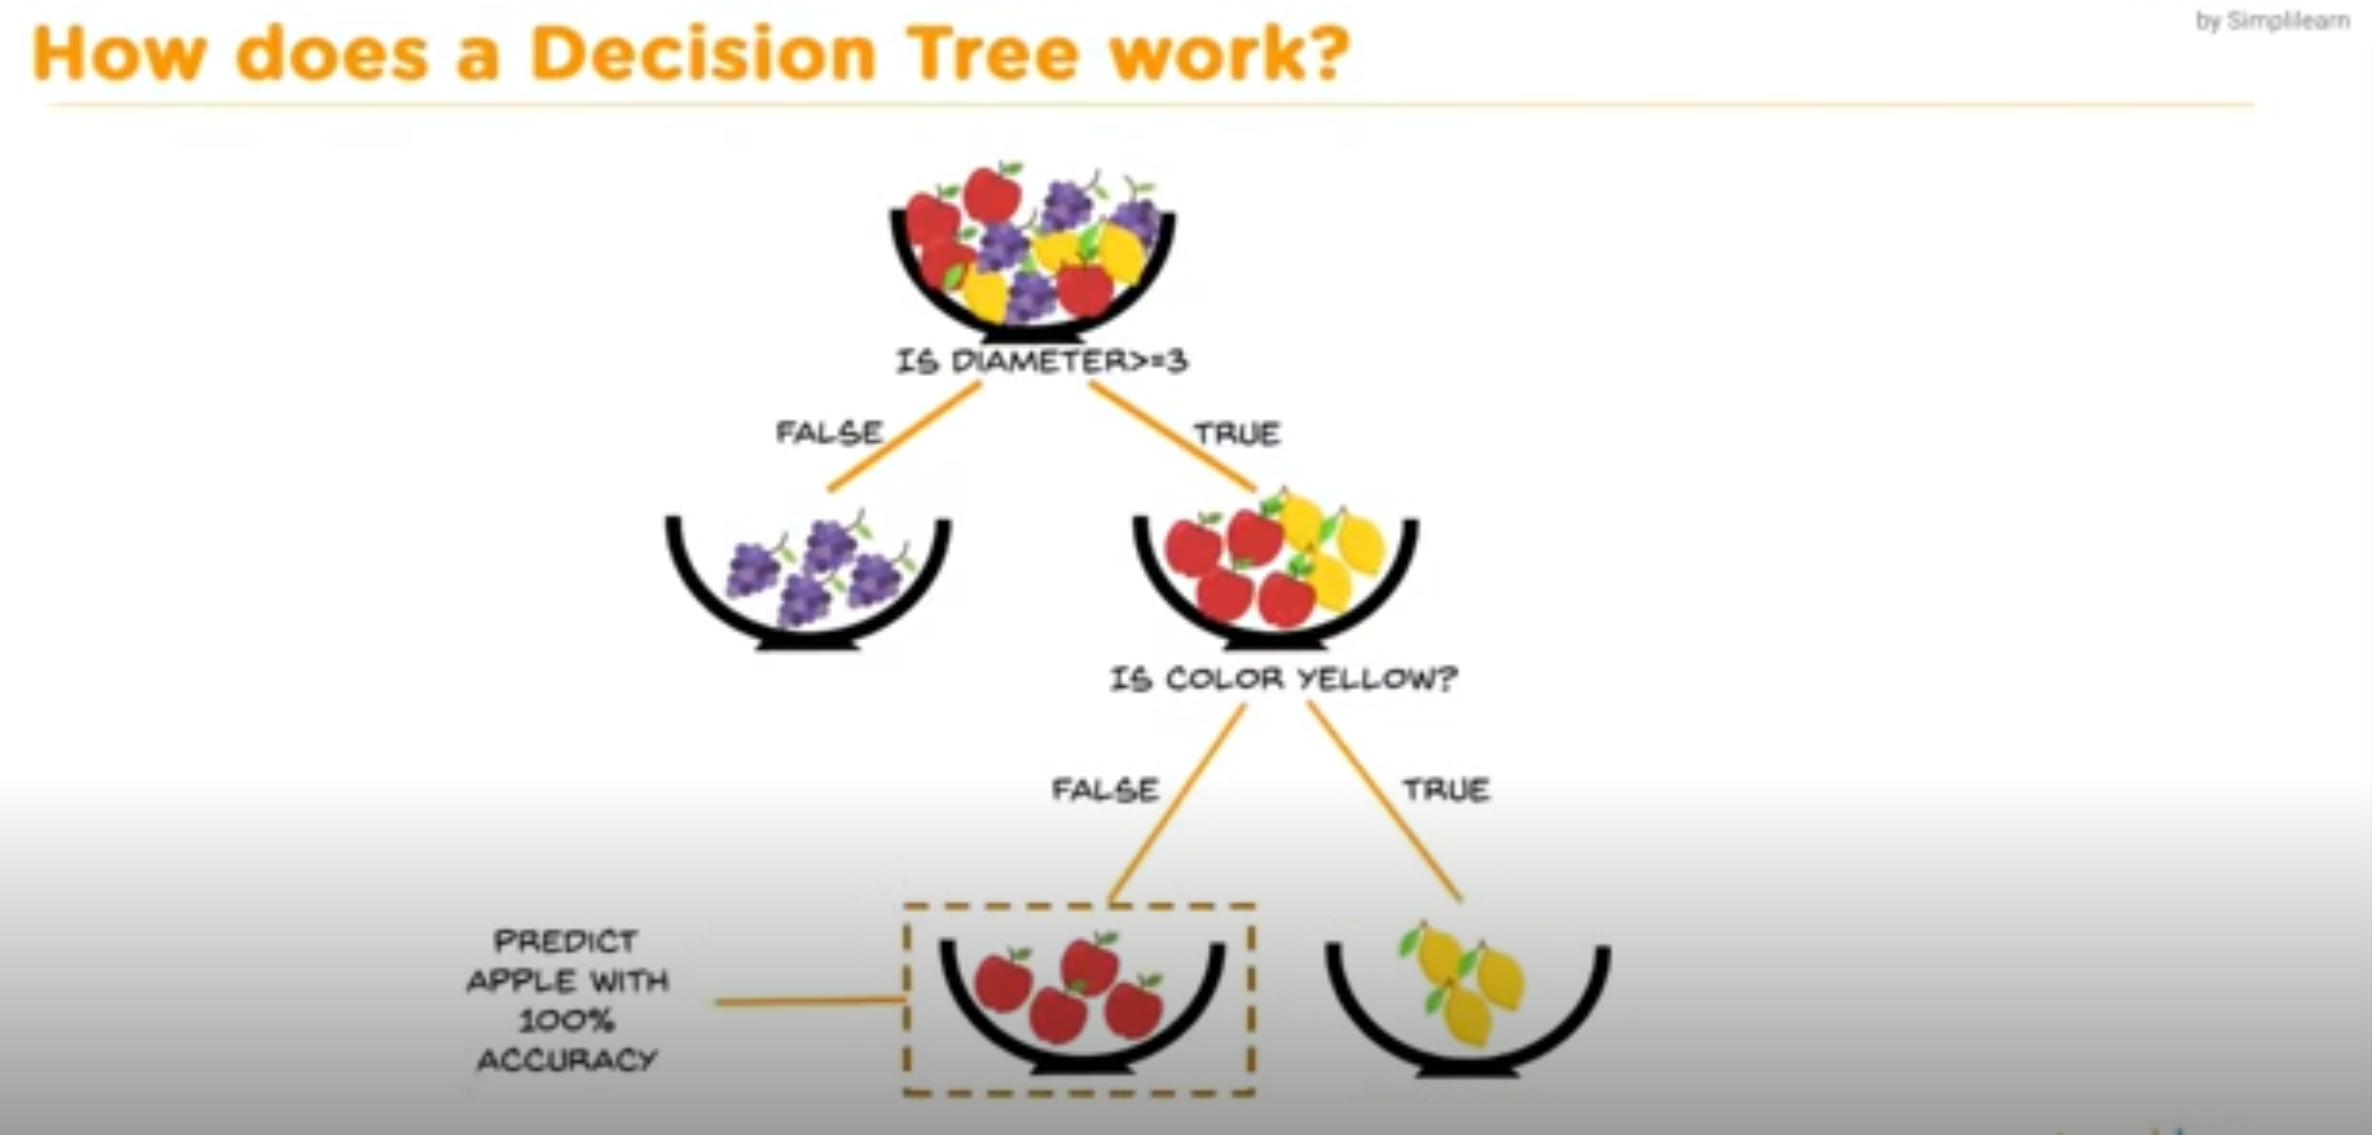 How does a Decision Tree work?
by Simplilearn
IS DIAMETER>=3
FALSE
TRUE
IS COLOR YELLOW?
FALSE
TRUE
PREDICT
APPLE WITH
100%
ACCURACY